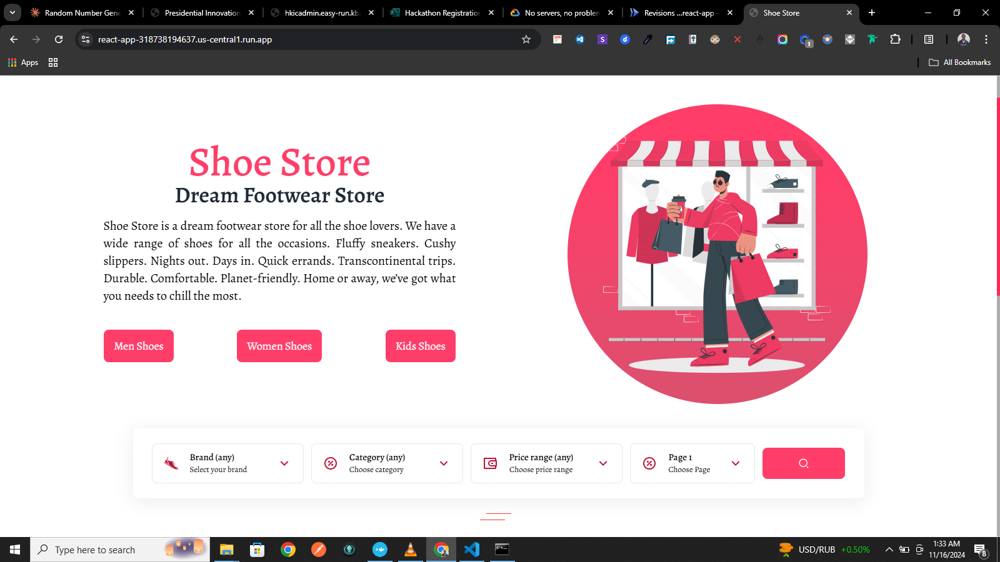 Random Number Gene
Presidential Innovation
hkicadmin.easy-run.kb
Hackathon Registration
No servers, no problem
Revisions ...react-app -
Shoe Store
react-app-318738194637.us-central1.run.app
1
Apps
All Bookmarks
Shoe Store
Dream Footwear Store
Shoe Store is a dream footwear store for all the shoe lovers. We have a
wide range of shoes for all the occasions. Fluffy sneakers. Cushy
slippers. Nights out. Days in. Quick errands. Transcontinental trips.
Durable. Comfortable. Planet-friendly. Home or away, we've got what
you needs to chill the most.
Men Shoes
Women Shoes
Kids Shoes
Brand (any)
Select your brand
Category (any)
Choose category
Price range (any)
Choose price range
Page 1
Choose Page
Type here to search
USD/RUB +0.50%
1:33 AM
11/16/2024
8